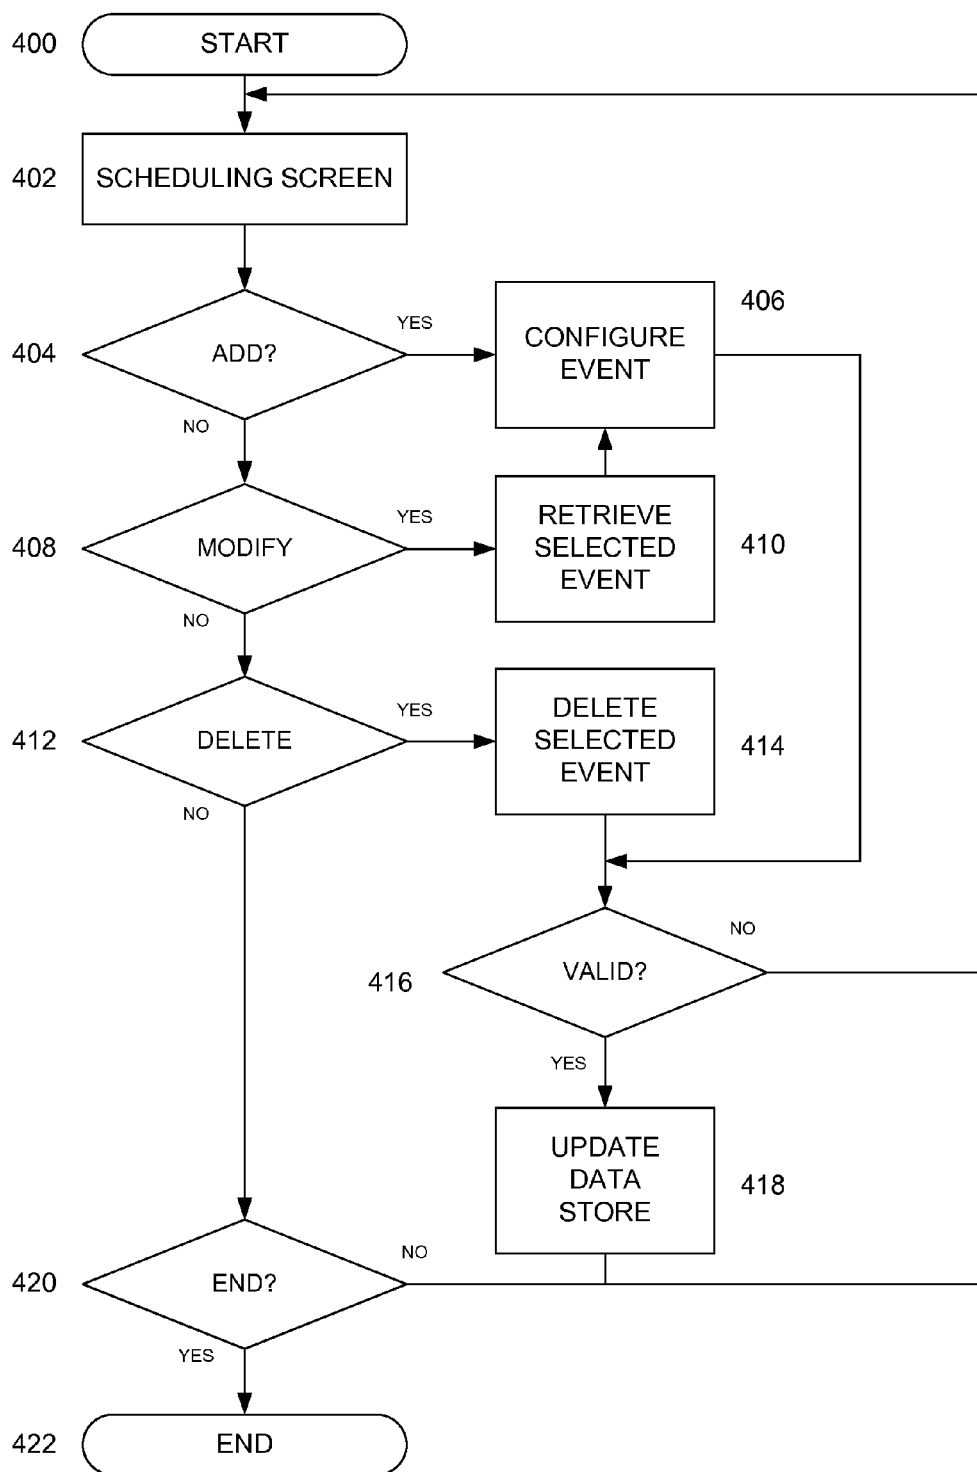 400
START
402
SCHEDULING SCREEN
404
ADD?
YES
NO
CONFIGURE
EVENT
406
408
MODIFY
YES
NO
RETRIEVE
SELECTED
EVENT
410
412
DELETE
YES
NO
DELETE
SELECTED
EVENT
414
416
VALID?
NO
YES
UPDATE
DATA
STORE
418
420
END?
NO
YES
422
END